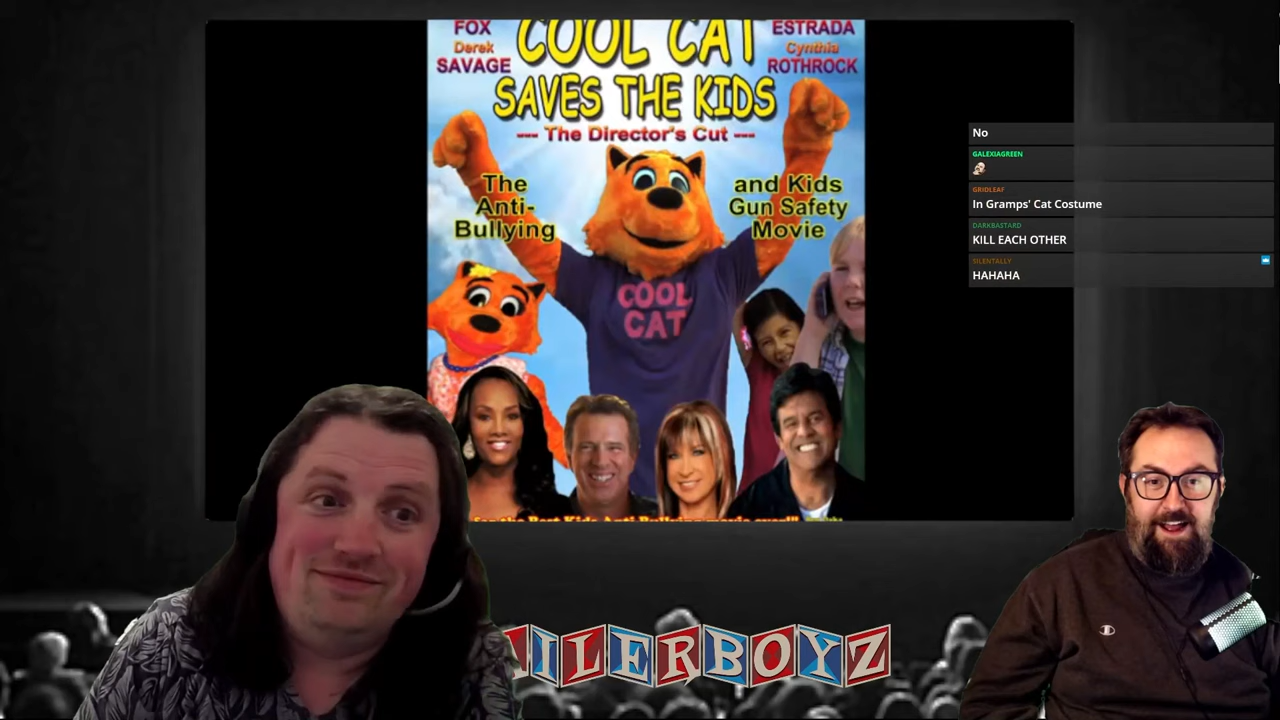 FOX
Derek
SAVAGE
COOL CAT
ESTRADA
Cynthia
ROTHROCK
SAVES THE KIDS
--- The Director's Cut ---
The
Anti-
Bullying
and Kids
Gun Safety
Movie
COOL
CAT
No
GALEXIAGREEN
GRIDLEAF
In Gramps' Cat Costume
DARKBASTARD
KILL EACH OTHER
SILENTALLY
HAHAHA
ILERBOYZ